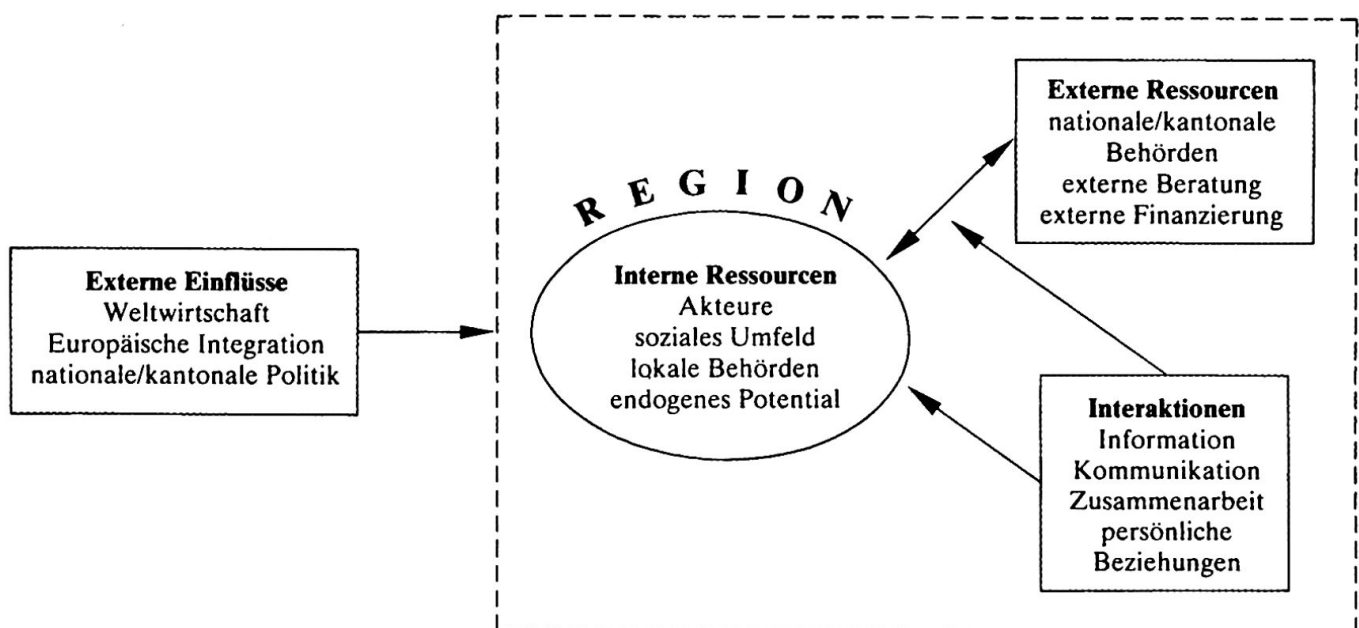 Externe Einflüsse
Weltwirtschaft
Europäische Integration
nationale/kantonale Politik
REGION
Interne Ressourcen
Akteure
soziales Umfeld
lokale Behörden
endogenes Potential
Externe Ressourcen
nationale/kantonale
Behörden
externe Beratung
externe Finanzierung
Interaktionen
Information
Kommunikation
Zusammenarbeit
persönliche
Beziehungen